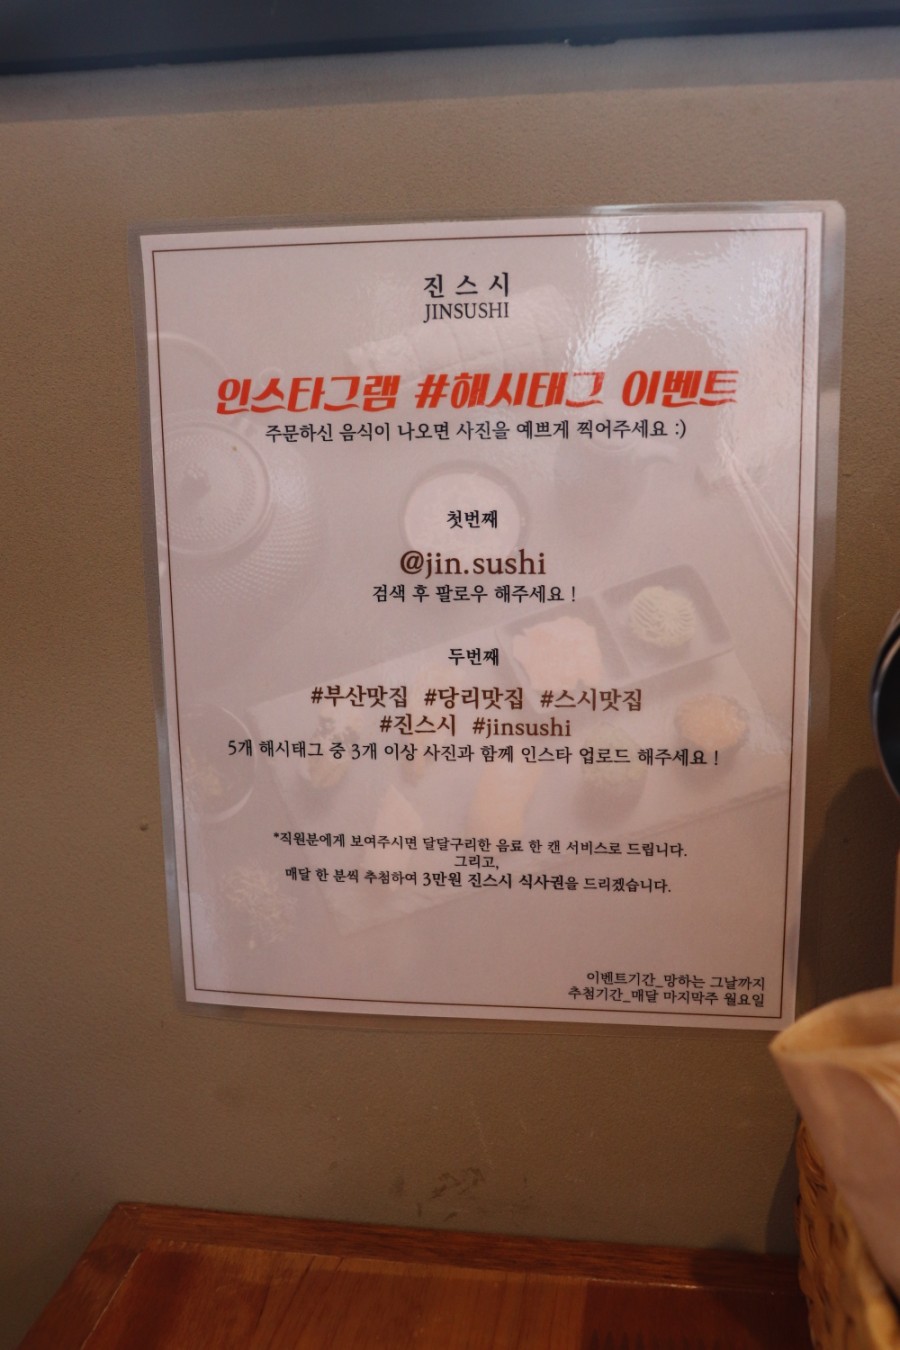 진스시
JINSUSHI
인스타그램 #해시태그 이벤트
주문하신 음식이 나오면 사진을 예쁘게 찍어주세요 :)
첫번째
@jin.sushi
검색 후 팔로우 해주세요 !
두번째
#부산맛집 #당리맛집 #스시맛집
#진스시 #jinsushi
5개 해시태그 중 3개 이상 사진과 함께 인스타 업로드 해주세요 !
*직원분에게 보여주시면 달달구리한 음료 한 캔 서비스로 드립니다.
그리고,
매달 한 분씩 추첨하여 3만원 진스시 식사권을 드리겠습니다.
이벤트기간_망하는 그날까지
추첨기간_매달 마지막주 월요일